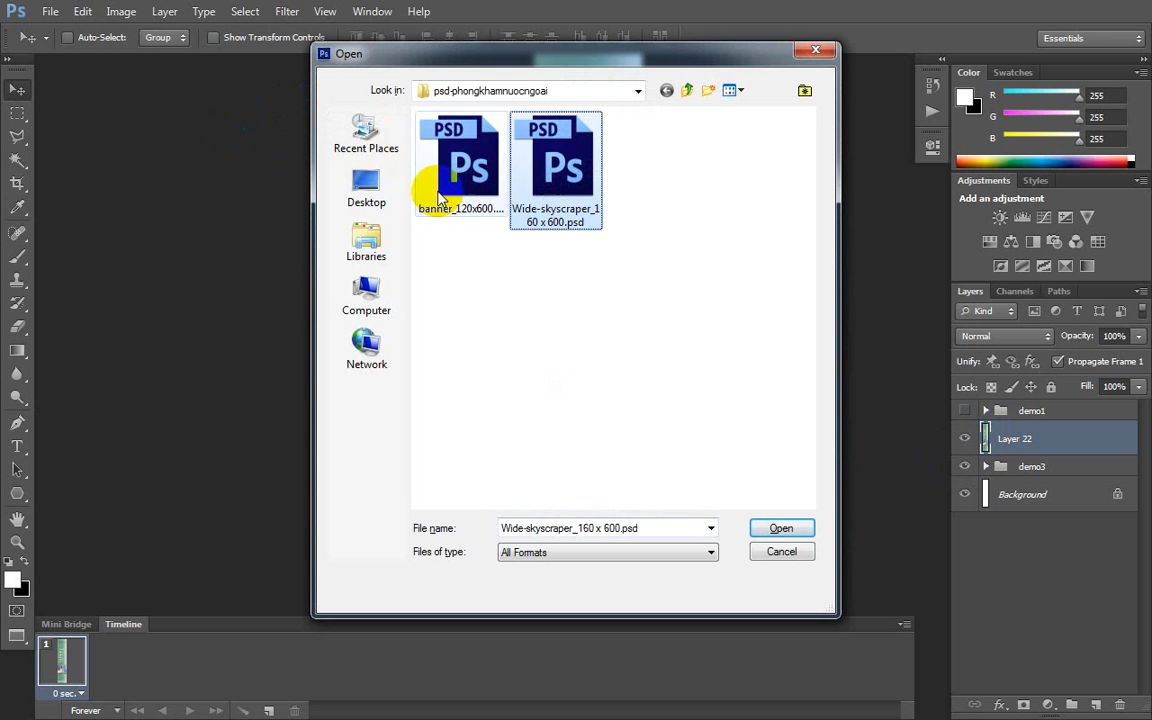 Ps File Edit Image Layer Type Select Filter View Window Help
Auto-Select: Group Show Transform Controls Essentials
Ps Open
Look in: psd-phongkhamnuocngoai
Recent Places
Desktop
Libraries
Computer
Network
PSD
Ps
banner_120x600....
PSD
Ps
Wide-skyscraper_1
60 x 600.psd
File name: Wide-skyscraper_160 x 600.psd Open
Files of type: All Formats Cancel
Color Swatches
R 255
G 255
B 255
Adjustments Styles
Add an adjustment
Layers Channels Paths
Kind
Normal Opacity: 100%
Unify: Propagate Frame 1
Lock: Fill: 100%
demo1
Layer 22
demo3
Background
Mini Bridge Timeline
1
0 sec.
Forever